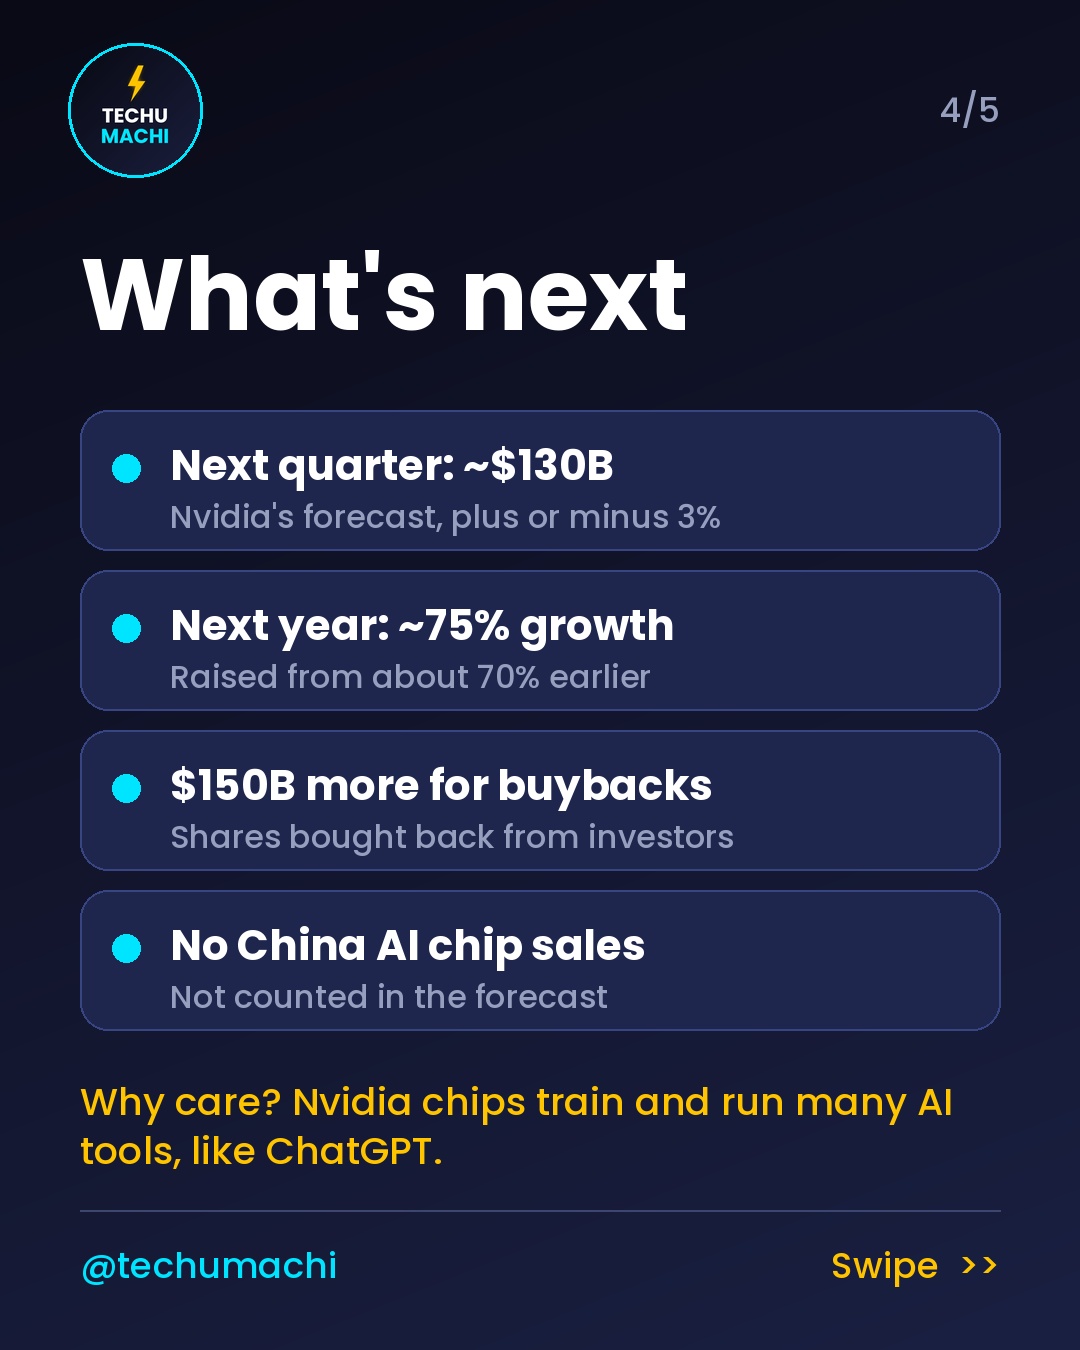 TECHU
MACHI
4/5
What's next
Next quarter: ~$130B
Nvidia's forecast, plus or minus 3%
Next year: ~75% growth
Raised from about 70% earlier
$150B more for buybacks
Shares bought back from investors
No China AI chip sales
Not counted in the forecast
Why care? Nvidia chips train and run many AI
tools, like ChatGPT.
@techumachi
Swipe >>